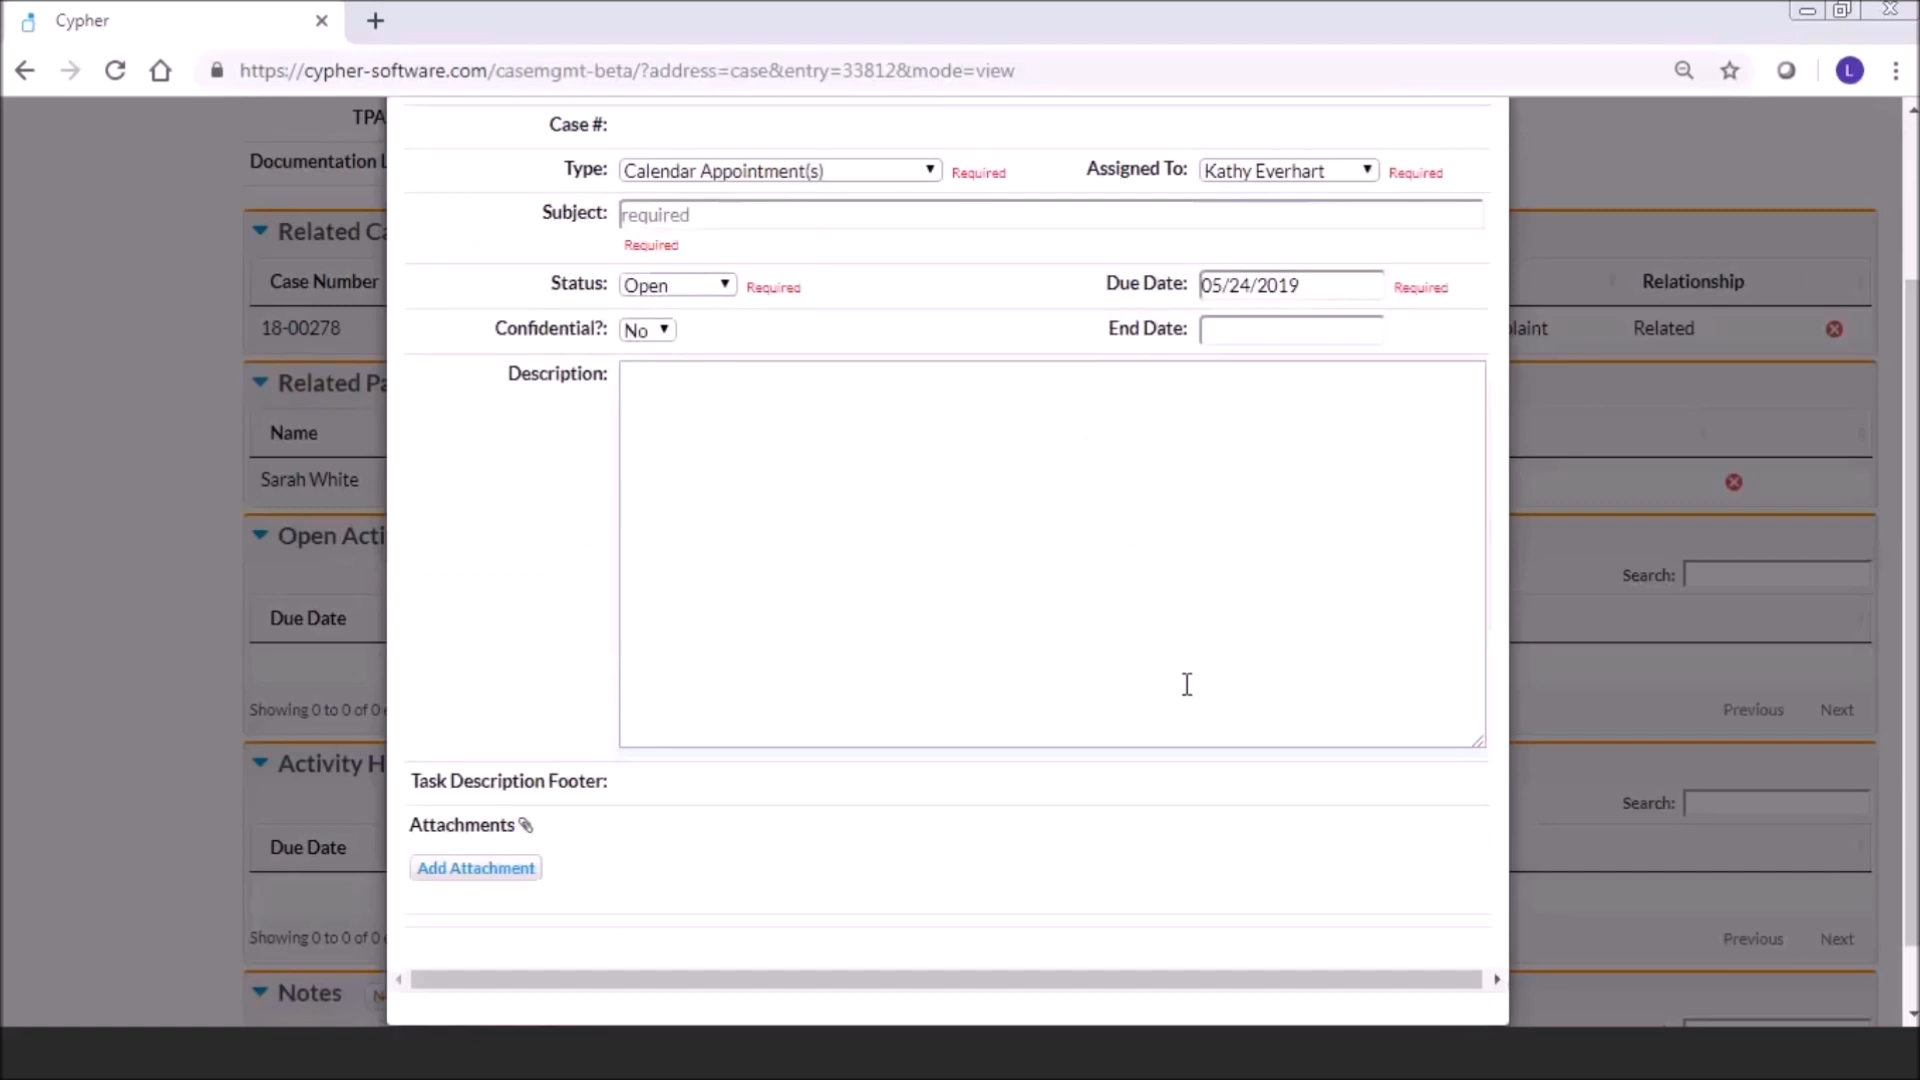 Cypher
https://cypher-software.com/casemgmt-beta/?address=case&entry=33812&mode=view
L
TPA
Case #:
Documentation L
Type: Calendar Appointment(s) Required Assigned To: Kathy Everhart Required
Subject: required
Required
Related Ca
Case Number Relationship
Status: Open Required Due Date: 05/24/2019 Required
18-00278 laint Related
Confidential?: No End Date:
Description:
Related Pa
Name
Sarah White
Open Acti
Search:
Due Date
Showing 0 to 0 of 0 Previous Next
Activity H
Task Description Footer:
Search:
Attachments
Due Date
Add Attachment
Showing 0 to 0 of 0 Previous Next
Notes